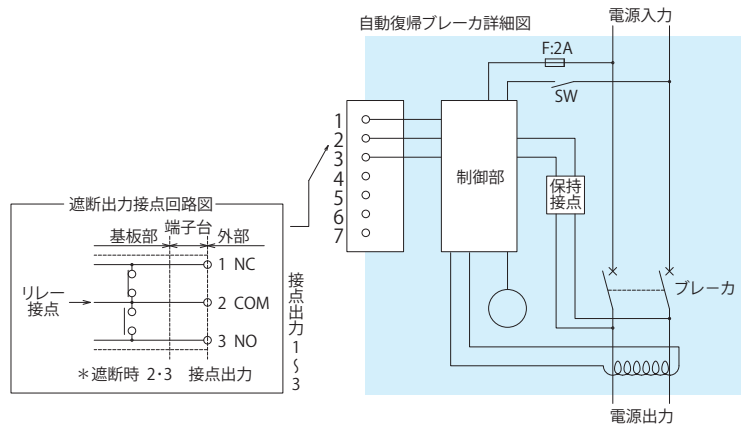 自動復帰ブレーカ詳細図
電源入力
F:2A
SW
1
2
3
4
5
6
7
制御部
保持
接点
ブレーカ
電源出力
遮断出力接点回路図
端子台
基板部
外部
1 NC
リレー
接点
2 COM
3 NO
＊遮断時 2・3 接点出力
接点出力1～3